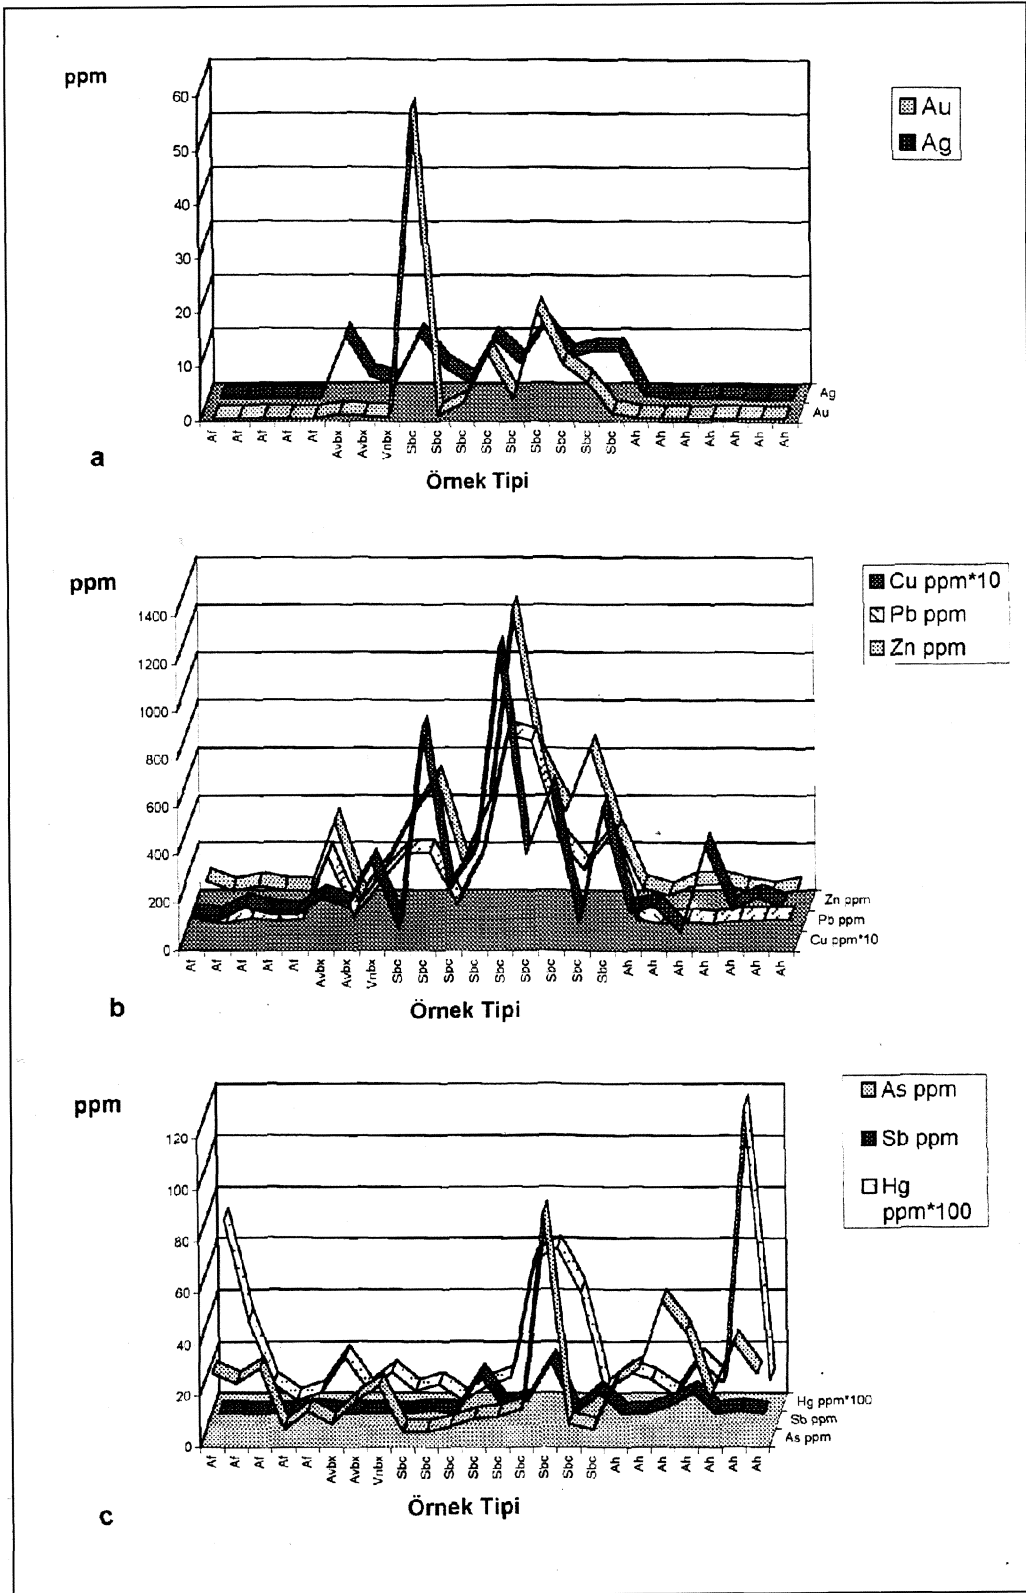 ppm
60
50
40
30
20
10
0
Au
Ag
Ag
Au
Af Af Af Af Af Avbx Avbx Vnbx Sbc Sbc Sbc Sbc Sbc Sbc Sbc Sbc Sbc Ah Ah Ah Ah Ah Ah Ah
a
Örnek Tipi
ppm
1400
1200
1000
800
600
400
200
0
Cu ppm*10
Pb ppm
Zn ppm
Zn ppm
Pb ppm
Cu ppm*10
Af Af Af Af Af Avbx Avbx Vnbx Sbc Sbc Sbc Sbc Sbc Sbc Sbc Sbc Sbc Ah Ah Ah Ah Ah Ah Ah
b
Örnek Tipi
ppm
120
100
80
60
40
20
0
As ppm
Sb ppm
Hg
ppm*100
Hg ppm*100
Sb ppm
As ppm
Af Af Af Af Af Avbx Avbx Vnbx Sbc Sbc Sbc Sbc Sbc Sbc Sbc Sbc Sbc Ah Ah Ah Ah Ah Ah Ah
c
Örnek Tipi